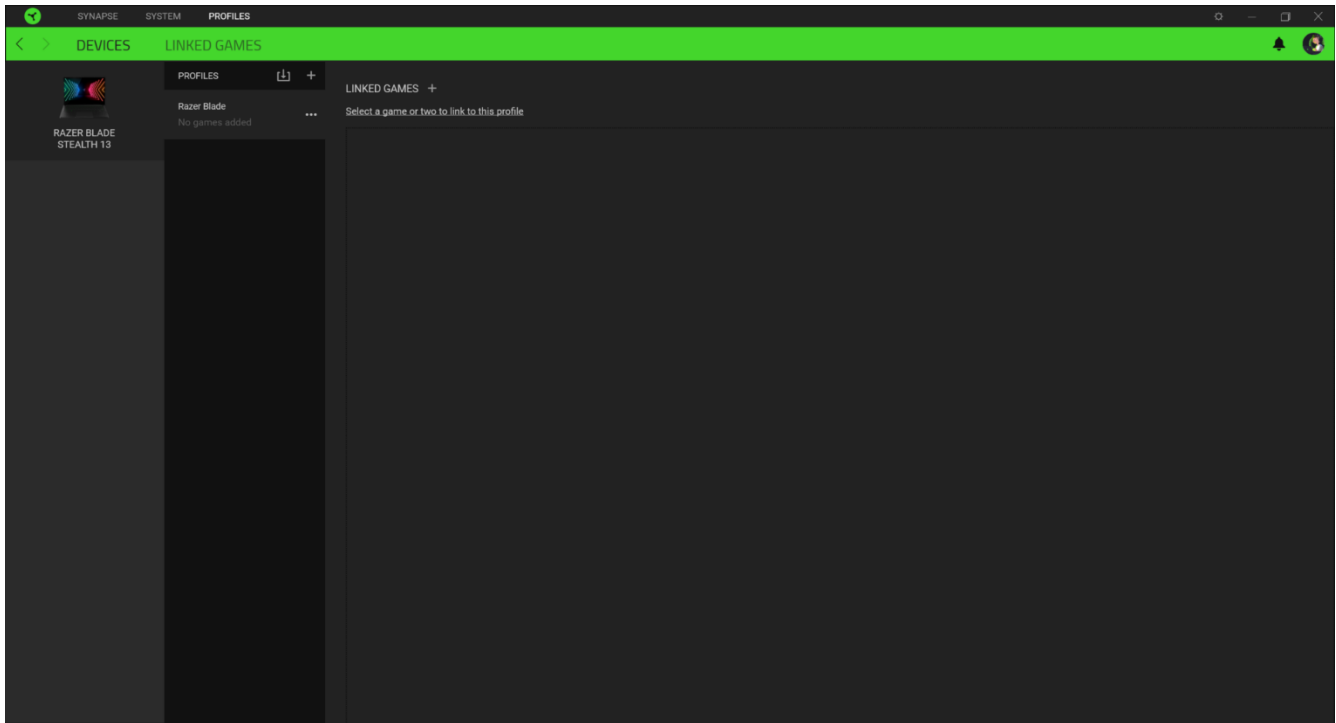 SYNAPSE SYSTEM PROFILES
DEVICES LINKED GAMES
RAZER BLADE
STEALTH 13
PROFILES
Razer Blade
No games added
LINKED GAMES
Select a game or two to link to this profile